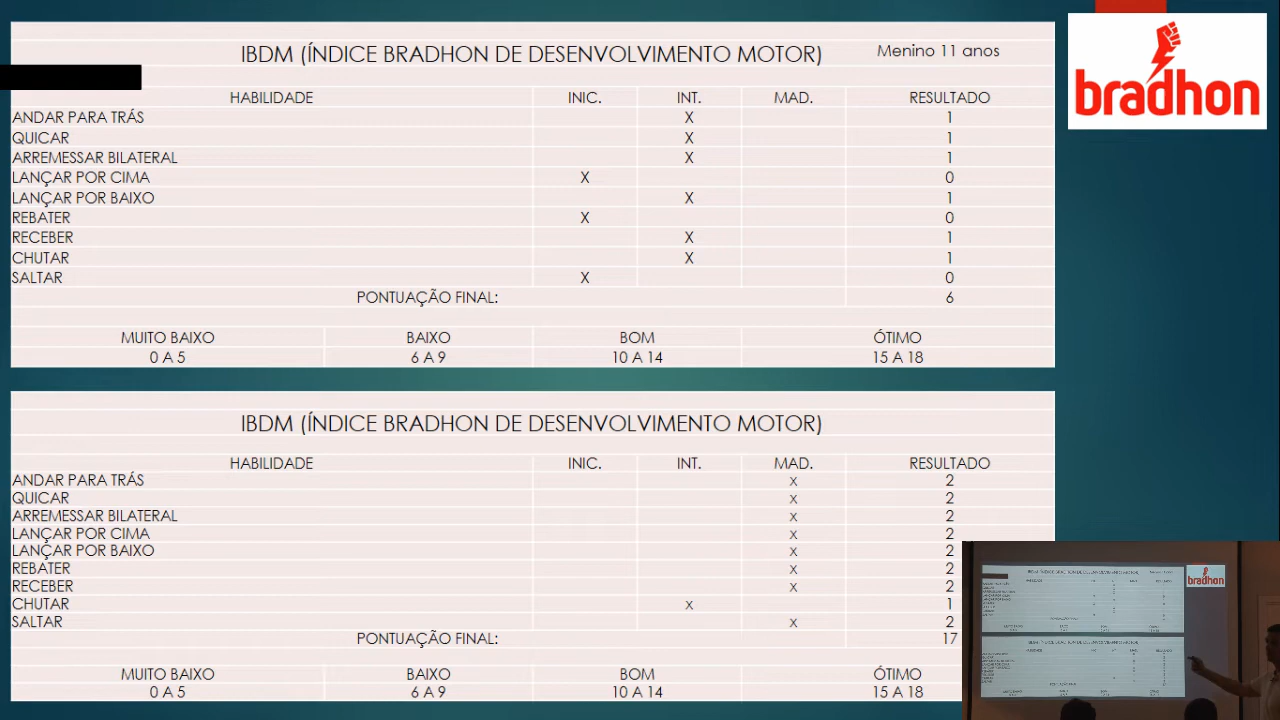 IBDM (ÍNDICE BRADHON DE DESENVOLVIMENTO MOTOR) Menino 11 anos
bradhon
HABILIDADE INIC. INT. MAD. RESULTADO
ANDAR PARA TRÁS X 1
QUICAR X 1
ARREMESSAR BILATERAL X 1
LANÇAR POR CIMA X 0
LANÇAR POR BAIXO X 1
REBATER X 0
RECEBER X 1
CHUTAR X 1
SALTAR X 0
PONTUAÇÃO FINAL: 6
MUITO BAIXO BAIXO BOM ÓTIMO
0 A 5 6 A 9 10 A 14 15 A 18
IBDM (ÍNDICE BRADHON DE DESENVOLVIMENTO MOTOR)
HABILIDADE INIC. INT. MAD. RESULTADO
ANDAR PARA TRÁS x 2
QUICAR x 2
ARREMESSAR BILATERAL x 2
LANÇAR POR CIMA x 2
LANÇAR POR BAIXO x 2
REBATER x 2
RECEBER x 2
CHUTAR x 1
SALTAR x 2
PONTUAÇÃO FINAL: 17
MUITO BAIXO BAIXO BOM ÓTIMO
0 A 5 6 A 9 10 A 14 15 A 18
bradhon